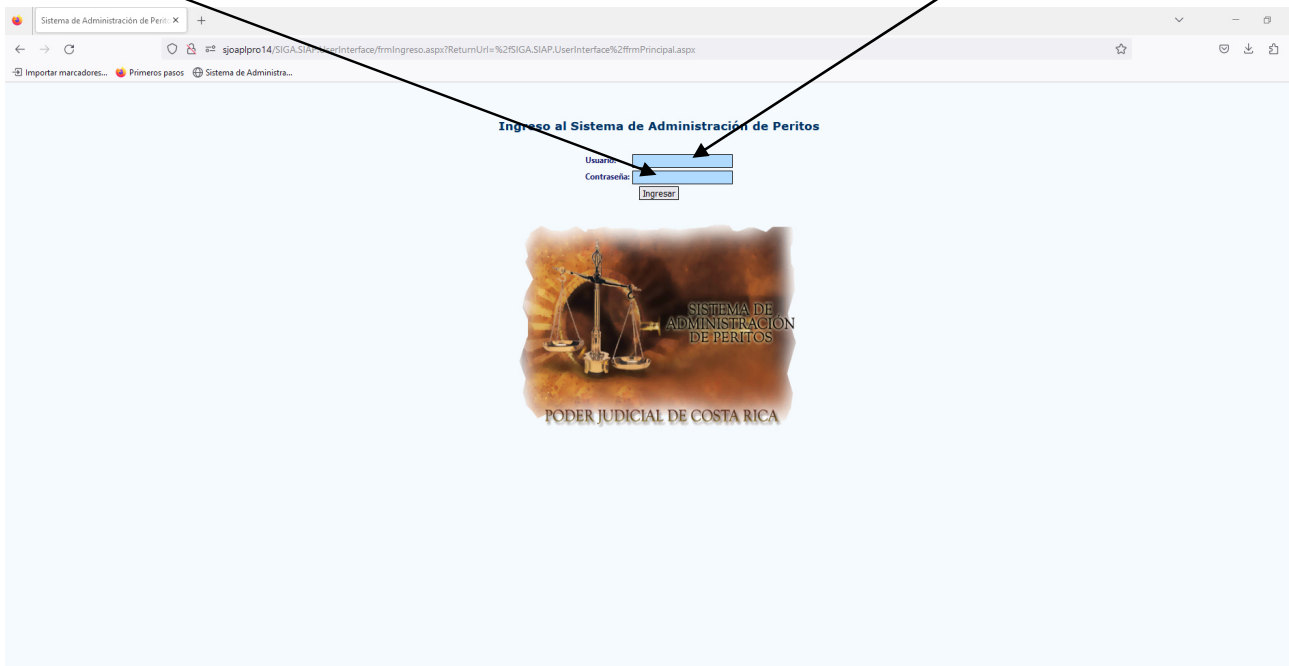 Sistema de Administración de Perito
sjoaplpro14/SIGA.SIAP.UserInterface/frmIngreso.aspx?ReturnUrl=%2fSIGA.SIAP.UserInterface%2ffrmPrincipal.aspx
Importar marcadores... Primeros pasos Sistema de Administra...
Ingreso al Sistema de Administración de Peritos
Usuario:
Contraseña:
Ingresar
SISTEMA DE
ADMINISTRACIÓN
DE PERITOS
PODER JUDICIAL DE COSTA RICA